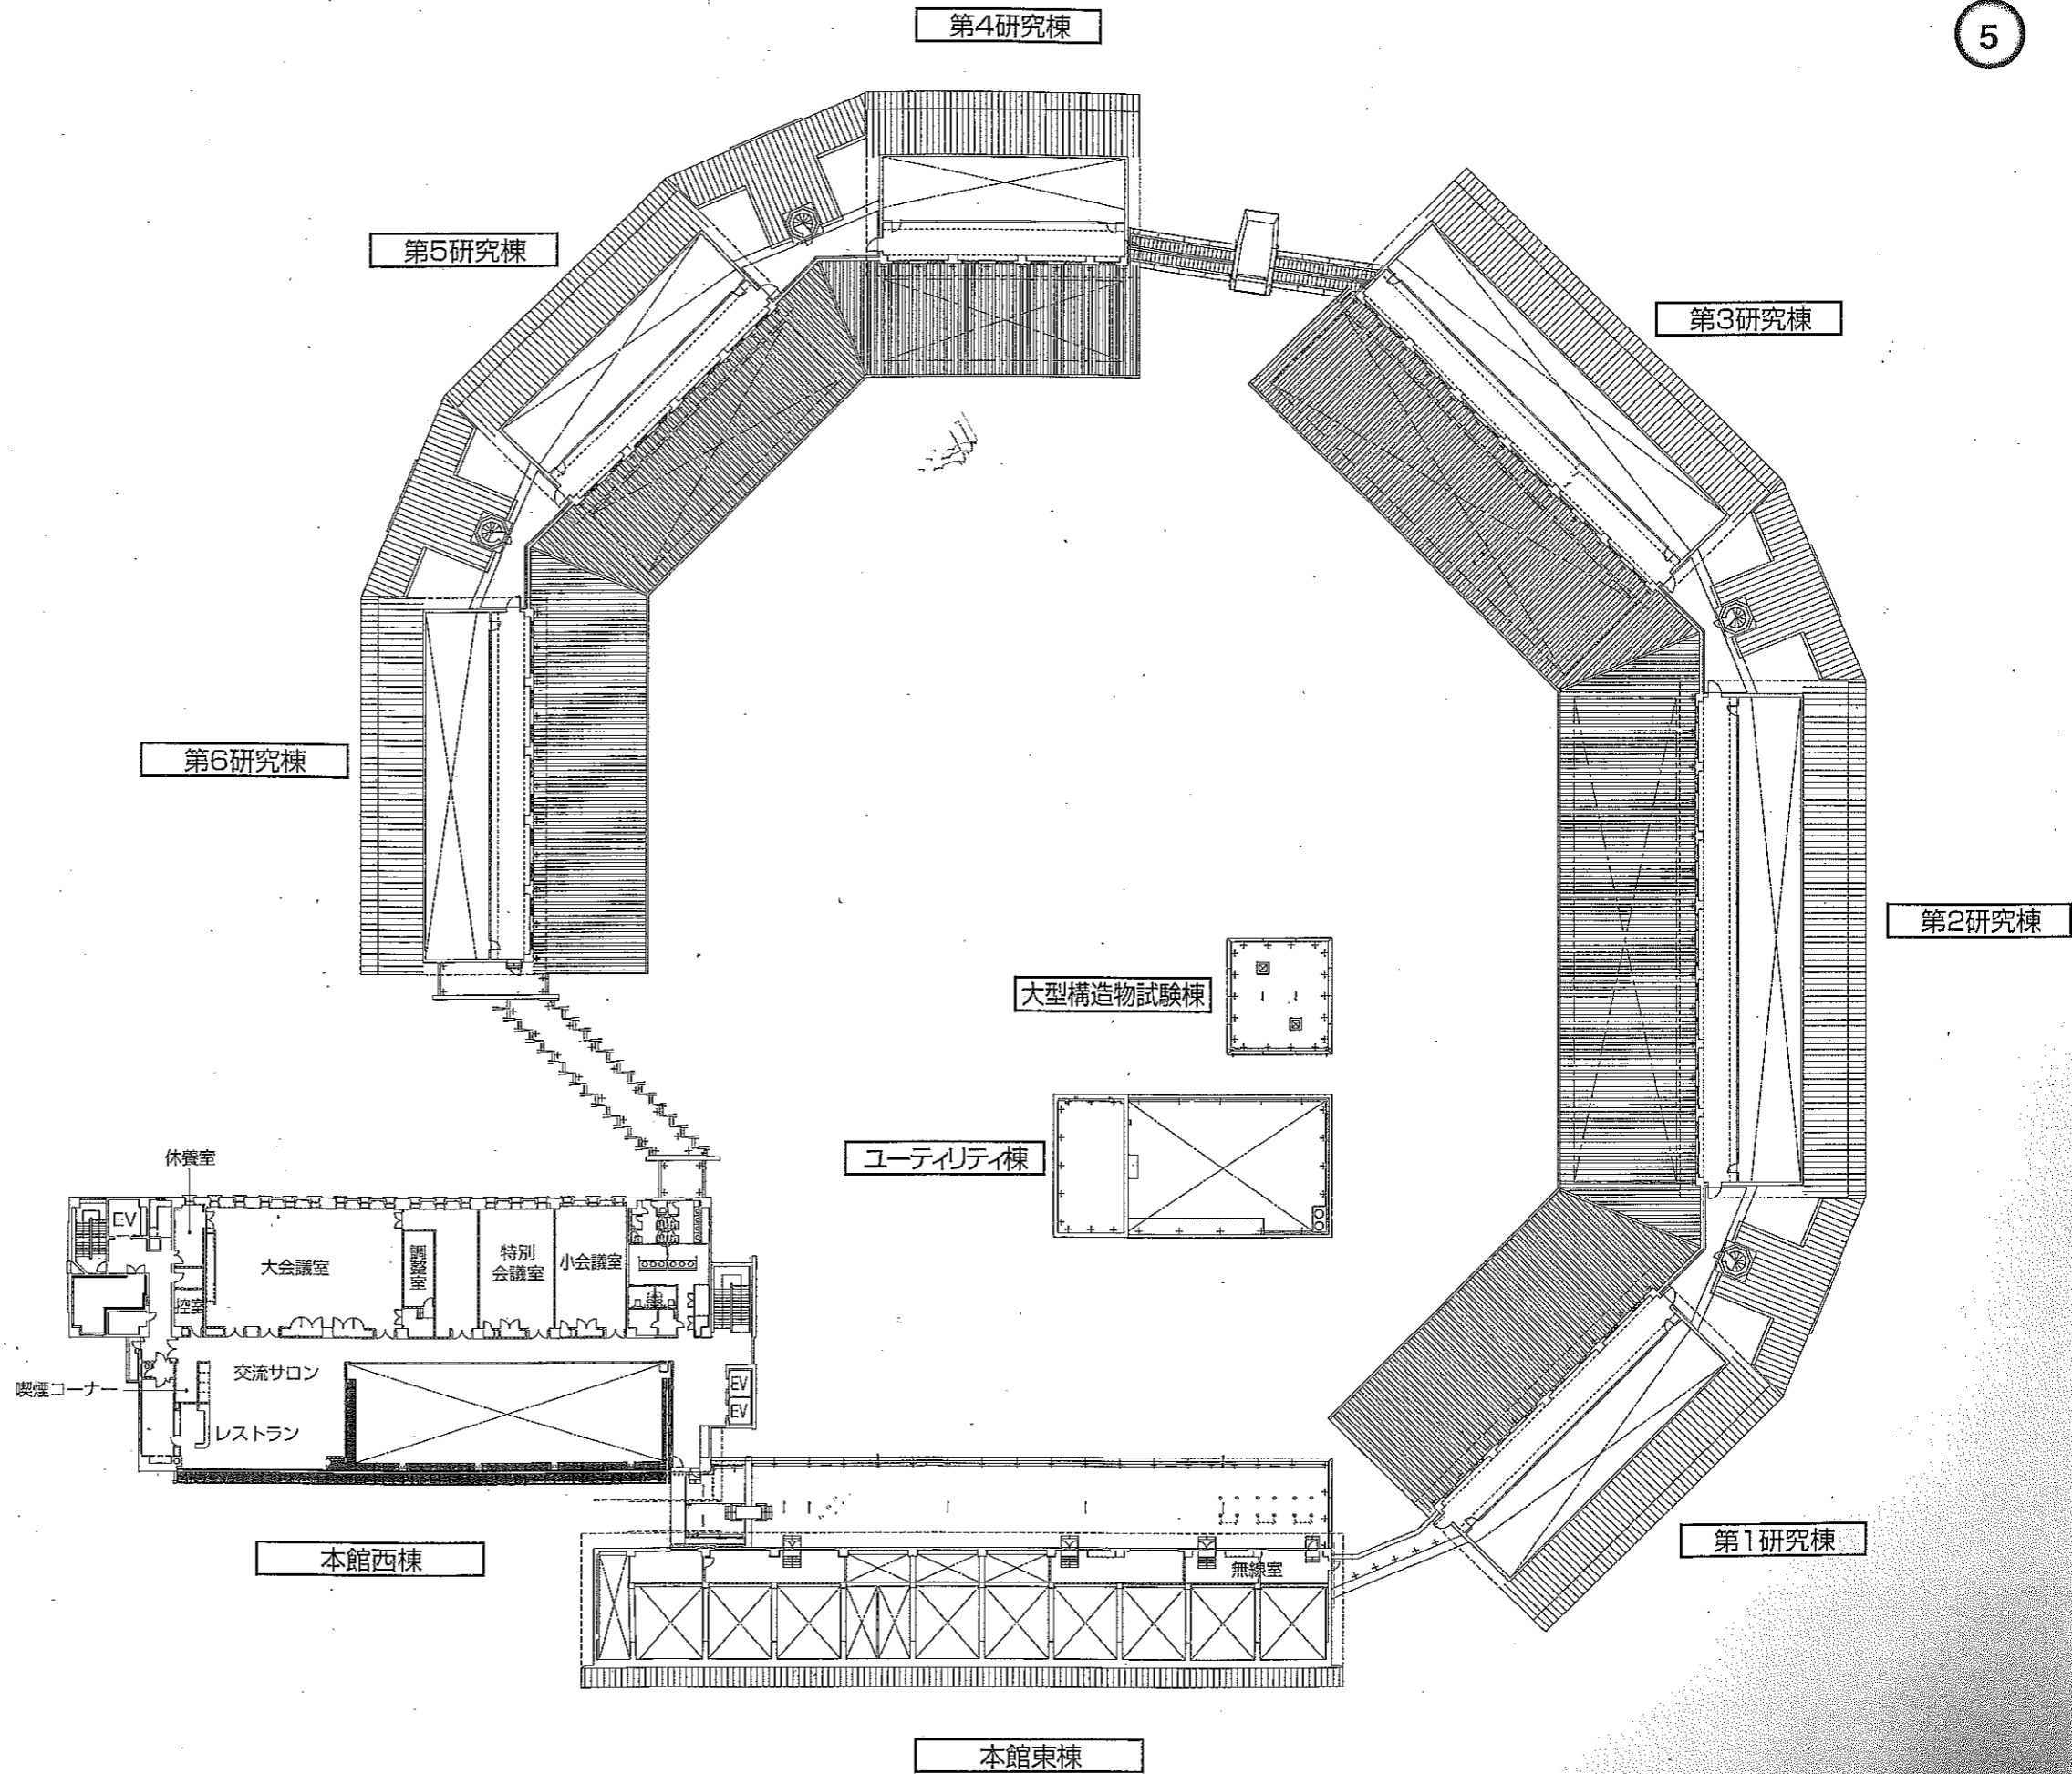 第4研究棟
5
第5研究棟
第3研究棟
第6研究棟
第2研究棟
大型構造物試験棟
ユーティリティ棟
休養室
EV
大会議室
調整室
特別
会議室
小会議室
控室
交流サロン
喫煙コーナー
EV
EV
レストラン
本館西棟
第1研究棟
無線室
本館東棟